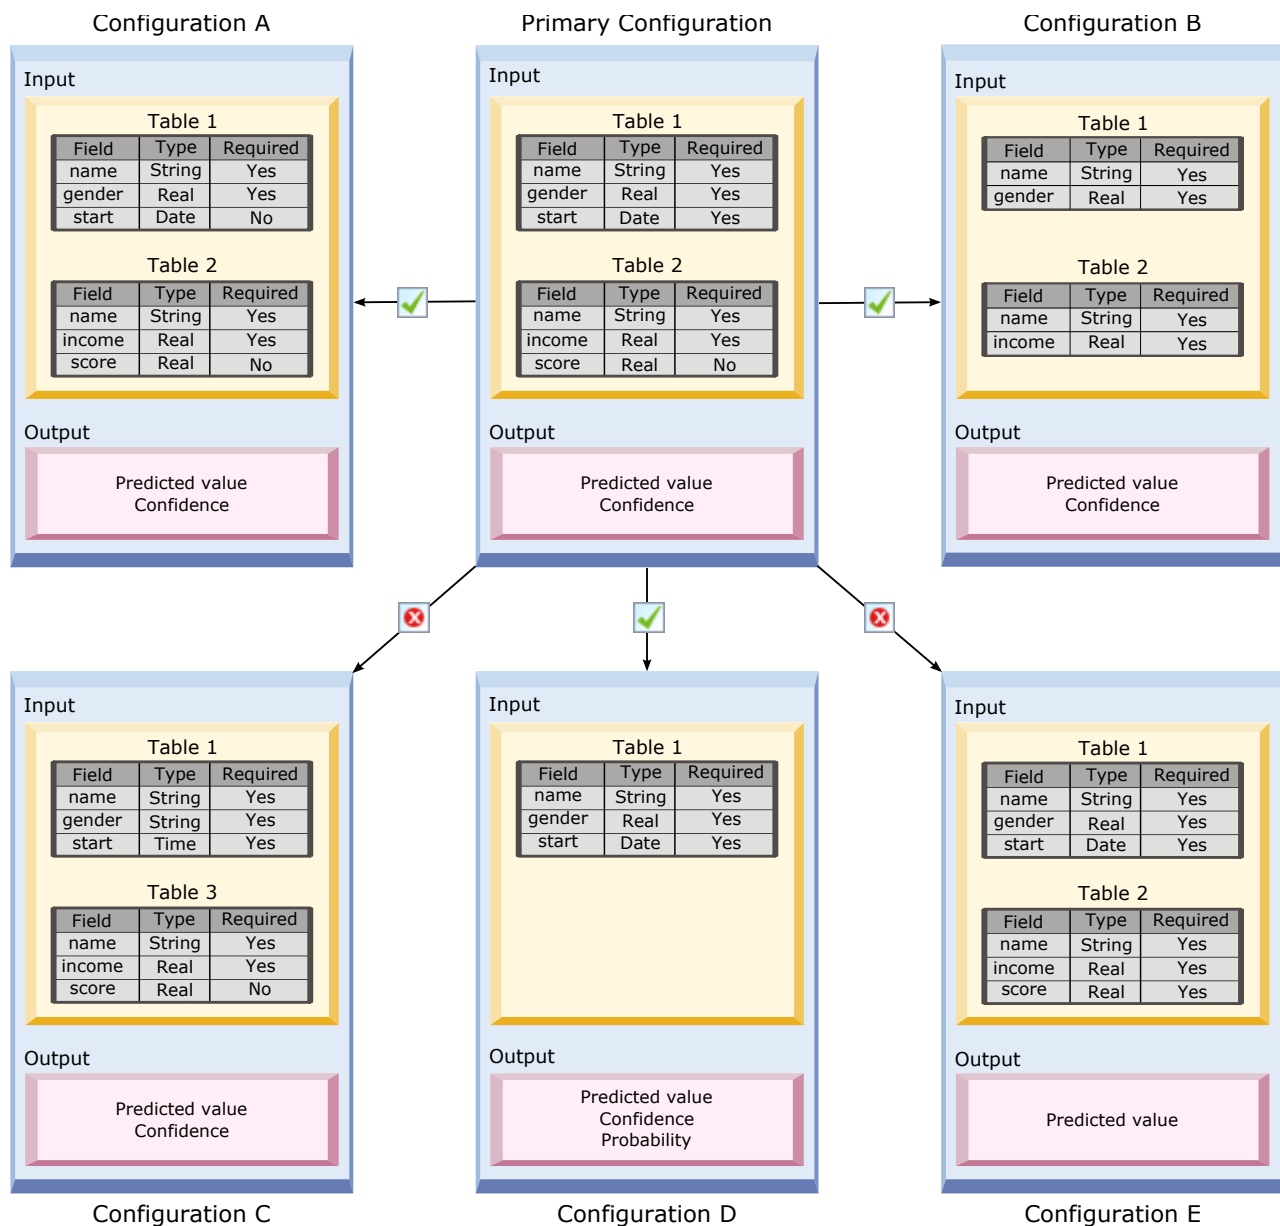 Configuration A
Input
Table 1
Field Type Required
name String Yes
gender Real Yes
start Date No
Table 2
Field Type Required
name String Yes
income Real Yes
score Real No
Output
Predicted value
Confidence
Primary Configuration
Input
Table 1
Field Type Required
name String Yes
gender Real Yes
start Date Yes
Table 2
Field Type Required
name String Yes
income Real Yes
score Real No
Output
Predicted value
Confidence
Configuration B
Input
Table 1
Field Type Required
name String Yes
gender Real Yes
Table 2
Field Type Required
name String Yes
income Real Yes
Output
Predicted value
Confidence
Input
Table 1
Field Type Required
name String Yes
gender String Yes
start Time Yes
Table 3
Field Type Required
name String Yes
income Real Yes
score Real No
Output
Predicted value
Confidence
Configuration C
Input
Table 1
Field Type Required
name String Yes
gender Real Yes
start Date Yes
Output
Predicted value
Confidence
Probability
Configuration D
Input
Table 1
Field Type Required
name String Yes
gender Real Yes
start Date Yes
Table 2
Field Type Required
name String Yes
income Real Yes
score Real Yes
Output
Predicted value
Configuration E